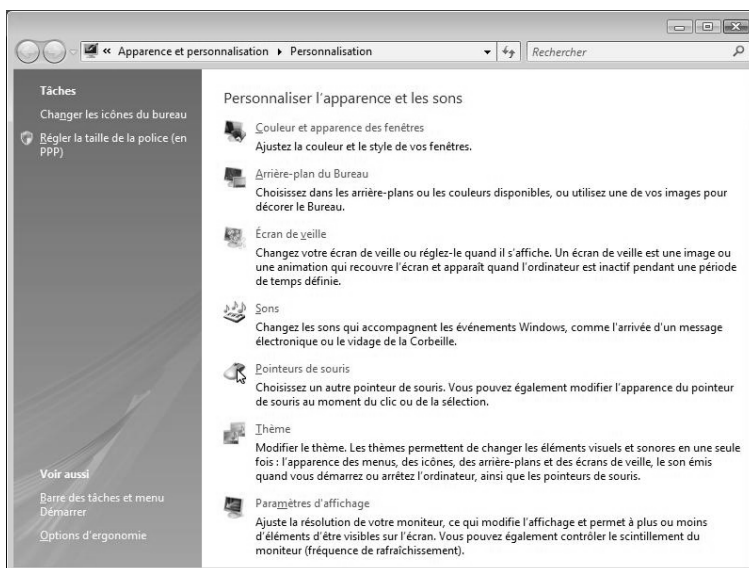 « Apparence et personnalisation ▸ Personnalisation
Rechercher
Tâches
Changer les icônes du bureau
Régler la taille de la police (en
PPP)
Voir aussi
Barre des tâches et menu
Démarrer
Options d'ergonomie
Personnaliser l'apparence et les sons
Couleur et apparence des fenêtres
Ajustez la couleur et le style de vos fenêtres.
Arrière-plan du Bureau
Choisissez dans les arrière-plans ou les couleurs disponibles, ou utilisez une de vos images pour
décorer le Bureau.
Écran de veille
Changez votre écran de veille ou réglez-le quand il s'affiche. Un écran de veille est une image ou
une animation qui recouvre l'écran et apparaît quand l'ordinateur est inactif pendant une période
de temps définie.
Sons
Changez les sons qui accompagnent les événements Windows, comme l'arrivée d'un message
électronique ou le vidage de la Corbeille.
Pointeurs de souris
Choisissez un autre pointeur de souris. Vous pouvez également modifier l'apparence du pointeur
de souris au moment du clic ou de la sélection.
Thème
Modifier le thème. Les thèmes permettent de changer les éléments visuels et sonores en une seule
fois : l'apparence des menus, des icônes, des arrière-plans et des écrans de veille, le son émis
quand vous démarrez ou arrêtez l'ordinateur, ainsi que les pointeurs de souris.
Paramètres d'affichage
Ajuste la résolution de votre moniteur, ce qui modifie l'affichage et permet à plus ou moins
d'éléments d'être visibles sur l'écran. Vous pouvez également contrôler le scintillement du
moniteur (fréquence de rafraîchissement).